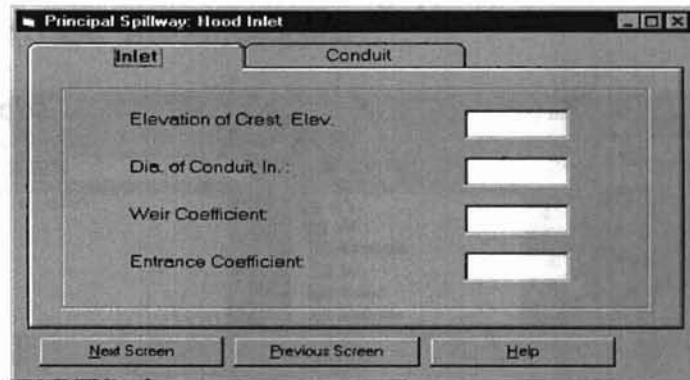 Principal Spillway: Hood Inlet
Inlet Conduit
Elevation of Crest, Elev.
Dia. of Conduit, In. :
Weir Coefficient:
Entrance Coefficient:
Next Screen Previous Screen Help